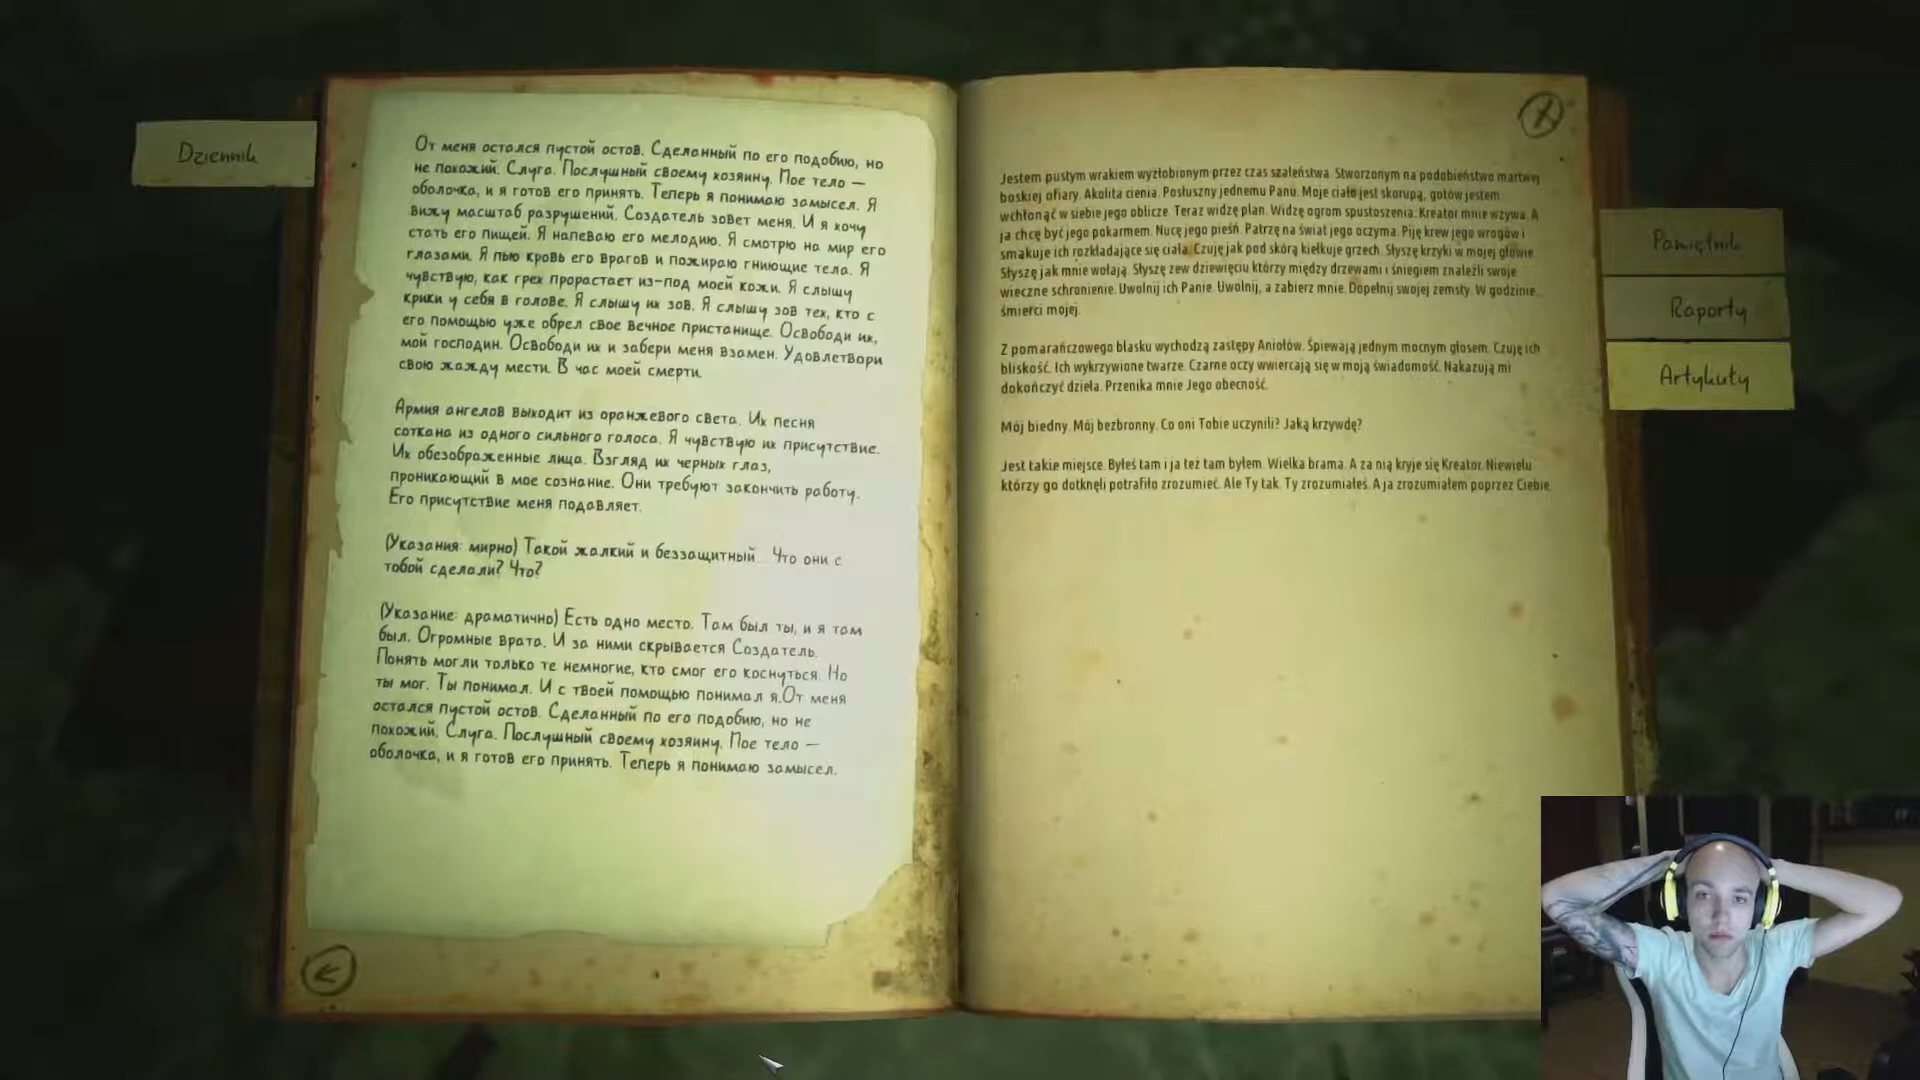 Dziennik
От меня остался пустой остов. Сделанный по его подобию, но
не похожий. Слуга. Послушный своему хозяину. Пое тело —
оболочка, и я готов его принять. Теперь я понимаю замысел. Я
вижу масштаб разрушений. Создатель зовет меня. И я хочу
стать его пищей. Я напеваю его мелодию. Я смотрю на мир его
глазами. Я пью кровь его врагов и пожираю гниющие тела. Я
чувствую, как грех прорастает из-под моей кожи. Я слышу
крики у себя в голове. Я слышу их зов. Я слышу зов тех, кто с
его помощью уже обрел свое вечное пристанище. Освободи их,
мой господин. Освободи их и забери меня взамен. Удовлетвори
свою жажду мести. В час моей смерти.
Армия ангелов выходит из оранжевого света. Их песня
соткана из одного сильного голоса. Я чувствую их присутствие.
Их обезображенные лица. Взгляд их черных глаз,
проникающий в мое сознание. Они требуют закончить работу.
Его присутствие меня подавляет.
(Указания: мирно) Такой жалкий и беззащитный... Что они с
тобой сделали? Что?
(Указание: драматично) Есть одно место. Там был ты, и я там
был. Огромные врата. И за ними скрывается Создатель.
Понять могли только те немногие, кто смог его коснуться. Но
ты мог. Ты понимал. И с твоей помощью понимал я.От меня
остался пустой остов. Сделанный по его подобию, но не
похожий. Слуга. Послушный своему хозяину. Пое тело —
оболочка, и я готов его принять. Теперь я понимаю замысел.
Jestem pustym wrakiem wyżłobionym przez czas szaleństwa. Stworzonym na podobieństwo martwej
boskiej ofiary. Akolita cienia. Posłuszny jednemu Panu. Moje ciało jest skorupą, gotów jestem
wchłonąć w siebie jego oblicze. Teraz widzę plan. Widzę ogrom spustoszenia. Kreator mnie wzywa. A
ja chcę być jego pokarmem. Nucę jego pieśń. Patrzę na świat jego oczyma. Piję krew jego wrogów i
smakuje ich rozkładające się ciała. Czuję jak pod skórą kiełkuje grzech. Słyszę krzyki w mojej głowie.
Słyszę jak mnie wołają. Słyszę zew dziewięciu którzy między drzewami i śniegiem znaleźli swoje
wieczne schronienie. Uwolnij ich Panie. Uwolnij, a zabierz mnie. Dopełnij swojej zemsty. W godzinie
śmierci mojej.
Z pomarańczowego blasku wychodzą zastępy Aniołów. Śpiewają jednym mocnym głosem. Czuję ich
bliskość. Ich wykrzywione twarze. Czarne oczy wwiercają się w moją świadomość. Nakazują mi
dokończyć dzieła. Przenika mnie Jego obecność.
Mój biedny. Mój bezbronny. Co oni Tobie uczynili? Jaką krzywdę?
Jest takie miejsce. Byłeś tam i ja też tam byłem. Wielka brama. A za nią kryje się Kreator. Niewielu
którzy go dotknęli potrafiło zrozumieć. Ale Ty tak. Ty zrozumiałeś. A ja zrozumiałem poprzez Ciebie.
Pamiętnik
Raporty
Artykuły